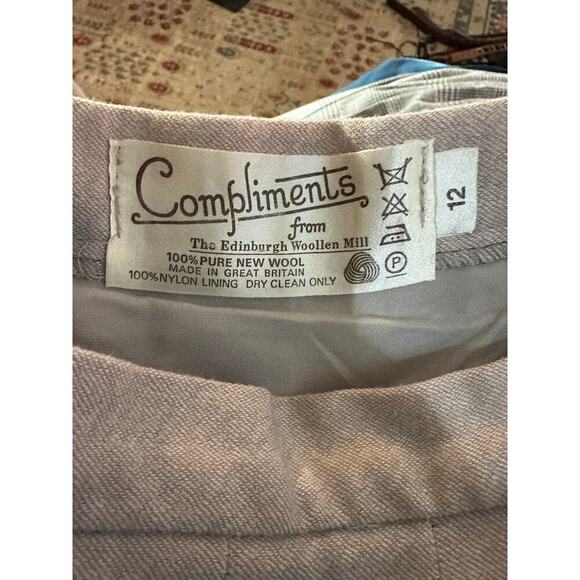 Compliments
from
The Edinburgh Woollen Mill
100% PURE NEW WOOL
MADE IN GREAT BRITAIN
100% NYLON LINING DRY CLEAN ONLY
P
12